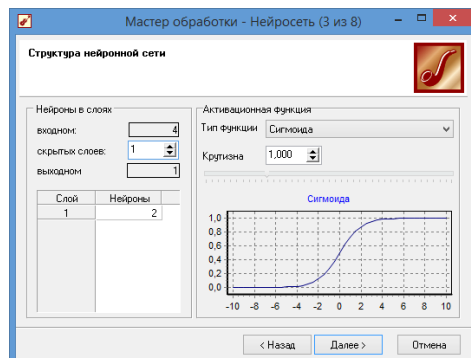 Мастер обработки - Нейросеть (3 из 8)
Структура нейронной сети
Нейроны в слоях
входном: 4
скрытых слоев: 1
выходном 1
Слой Нейроны
1 2
Активационная функция
Тип функции Сигмоида
Крутизна 1,000
Сигмоида
1,0
0,8
0,6
0,4
0,2
0,0
-10 -8 -6 -4 -2 0 2 4 6 8 10
< Назад Далее > Отмена